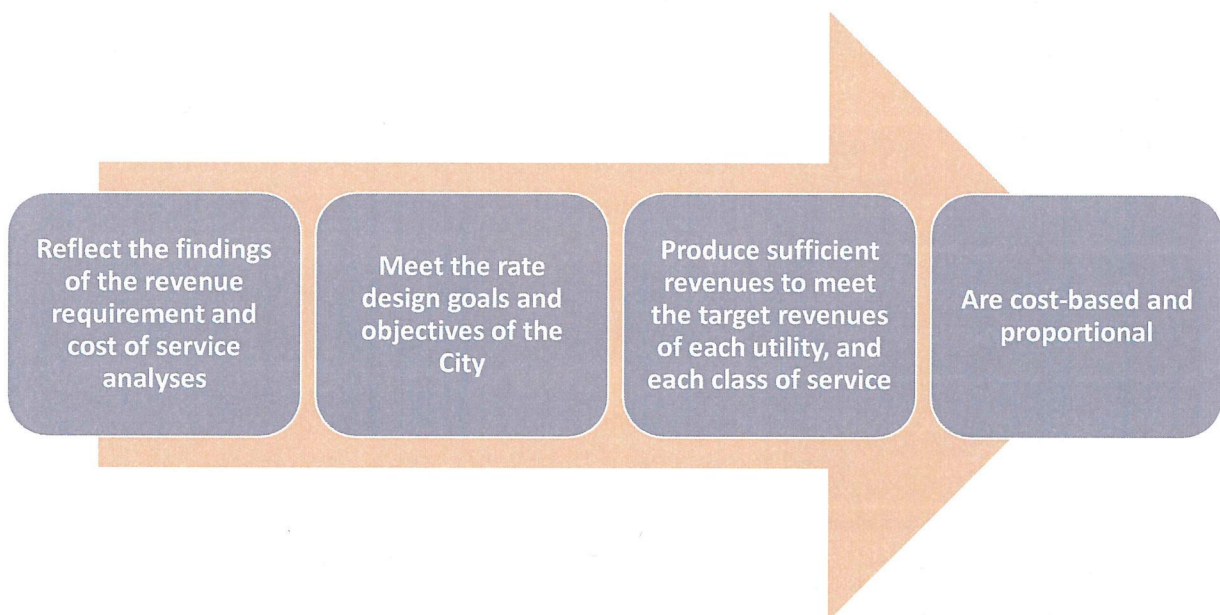 Reflect the findings
of the revenue
requirement and
cost of service
analyses
Meet the rate
design goals and
objectives of the
City
Produce sufficient
revenues to meet
the target revenues
of each utility, and
each class of service
Are cost-based and
proportional